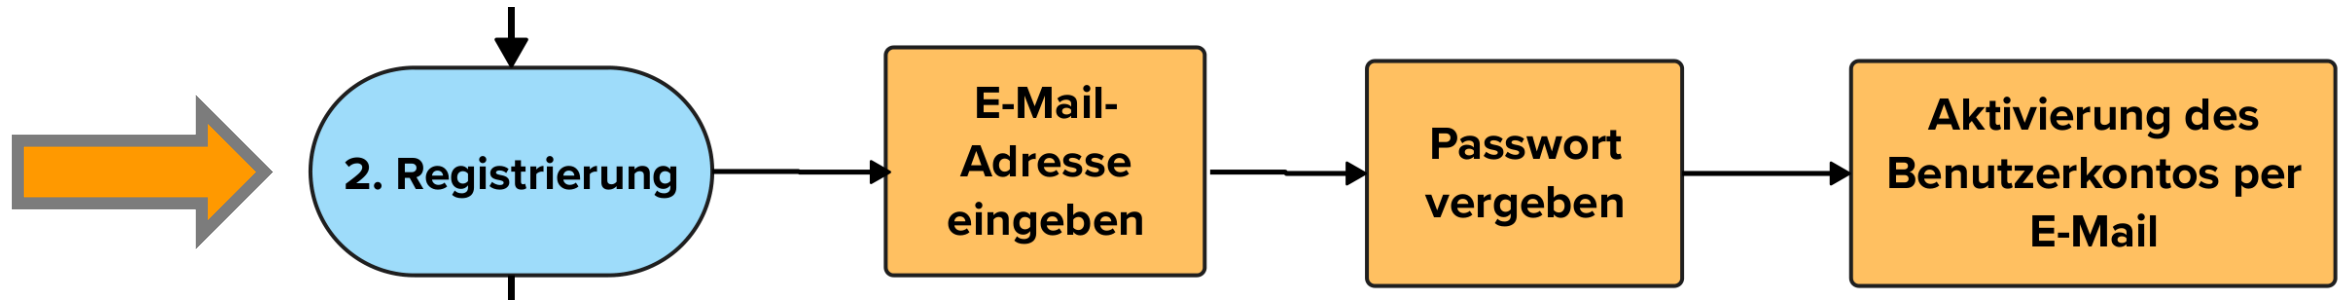 2. Registrierung
E-Mail-
Adresse
eingeben
Passwort
vergeben
Aktivierung des
Benutzerkontos per
E-Mail